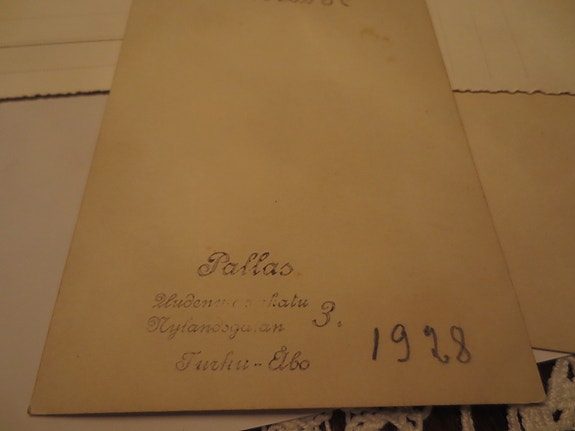 Pallas
Uudenmaankatu
Nylandsgatan 3.
Turku - Åbo
1928